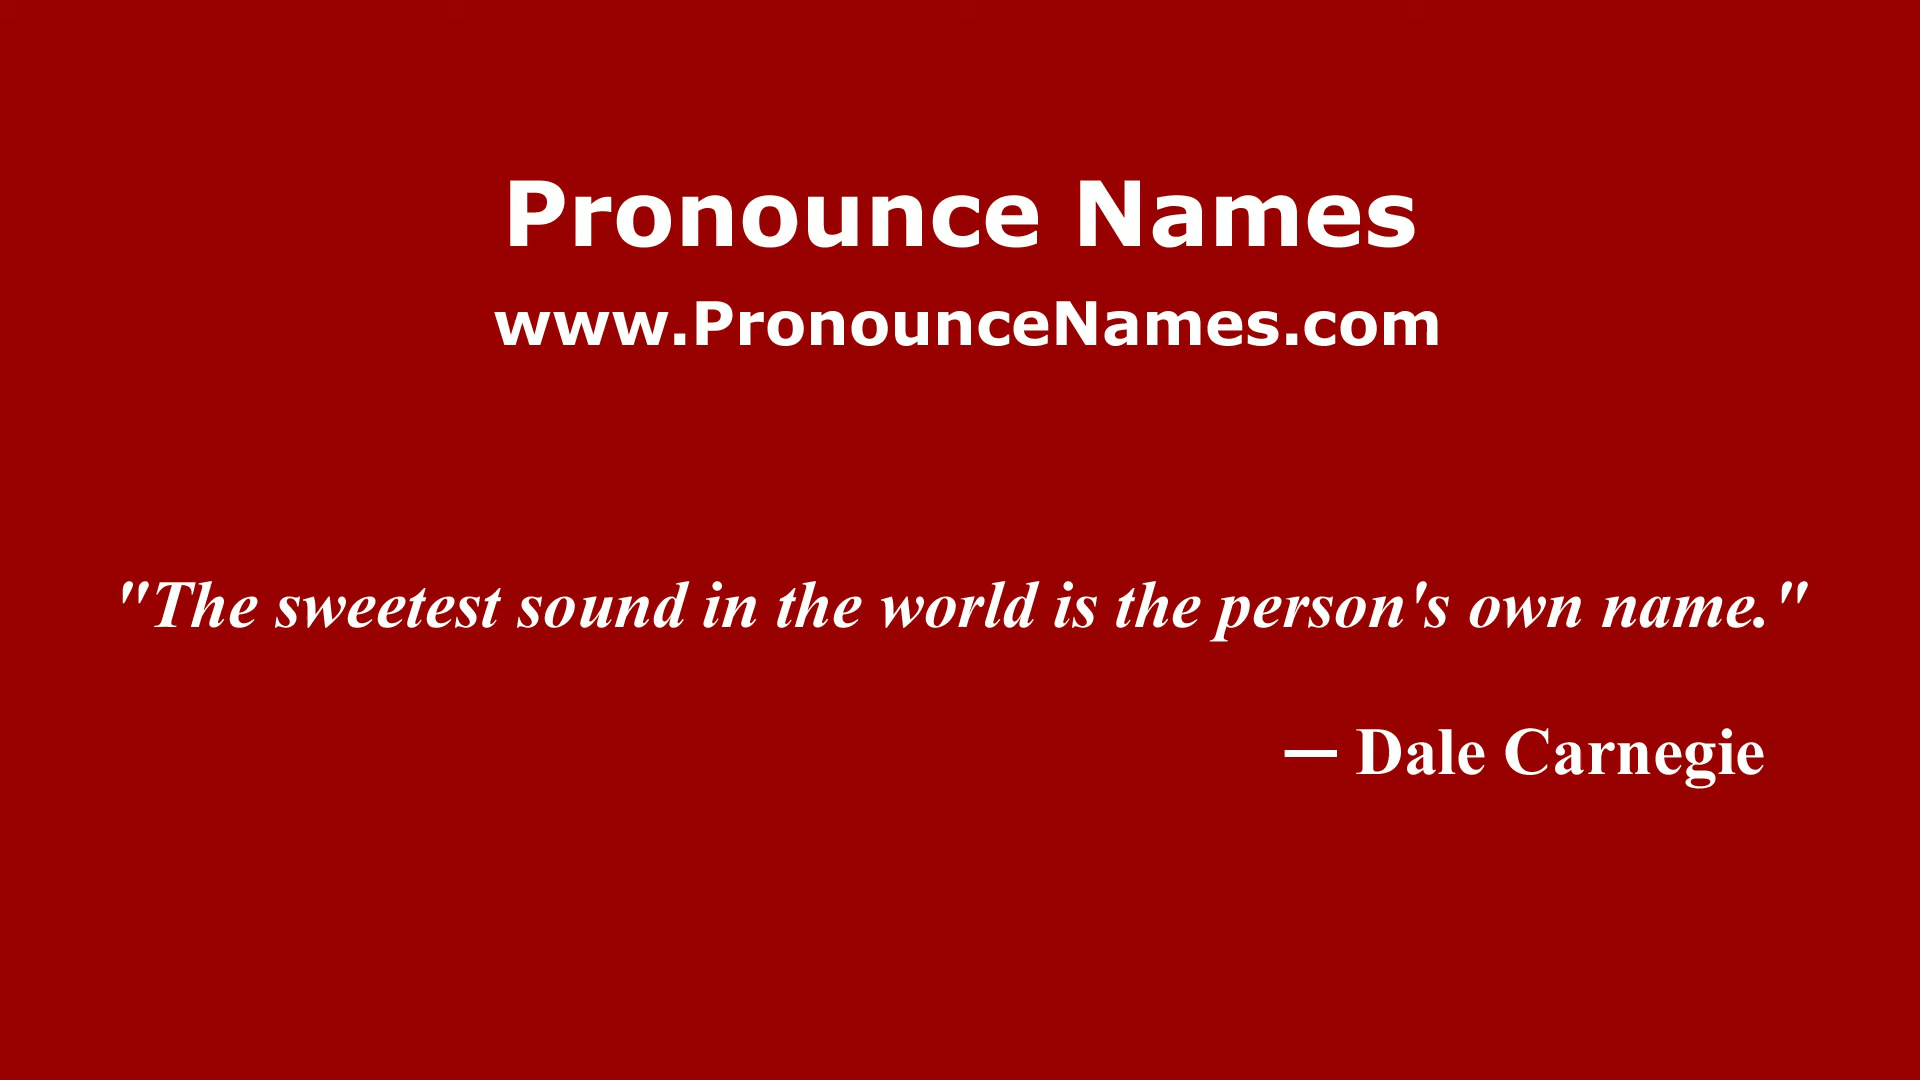 Pronounce Names
www.PronounceNames.com
"The sweetest sound in the world is the person's own name."
— Dale Carnegie